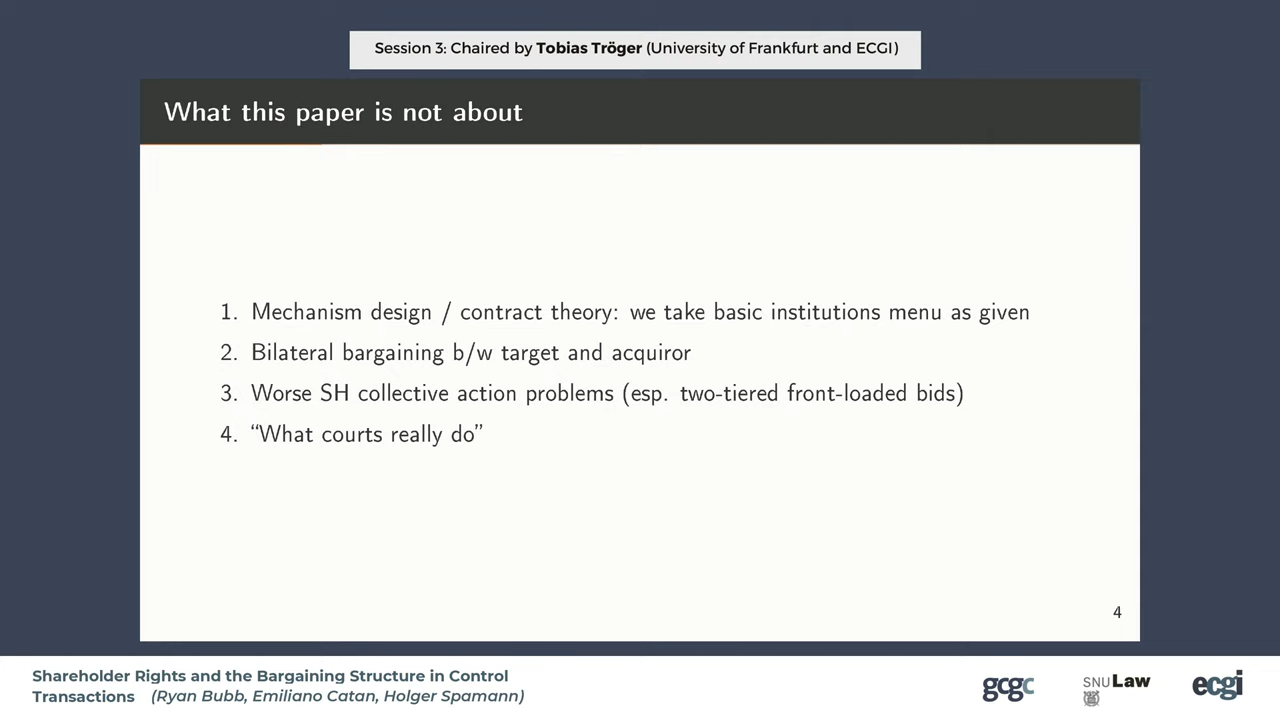 Session 3: Chaired by Tobias Tröger (University of Frankfurt and ECGI)
What this paper is not about
1. Mechanism design / contract theory: we take basic institutions menu as given
2. Bilateral bargaining b/w target and acquiror
3. Worse SH collective action problems (esp. two-tiered front-loaded bids)
4. “What courts really do”
4
Shareholder Rights and the Bargaining Structure in Control
Transactions (Ryan Bubb, Emiliano Catan, Holger Spamann)
gcgc
SNU Law
ecgi